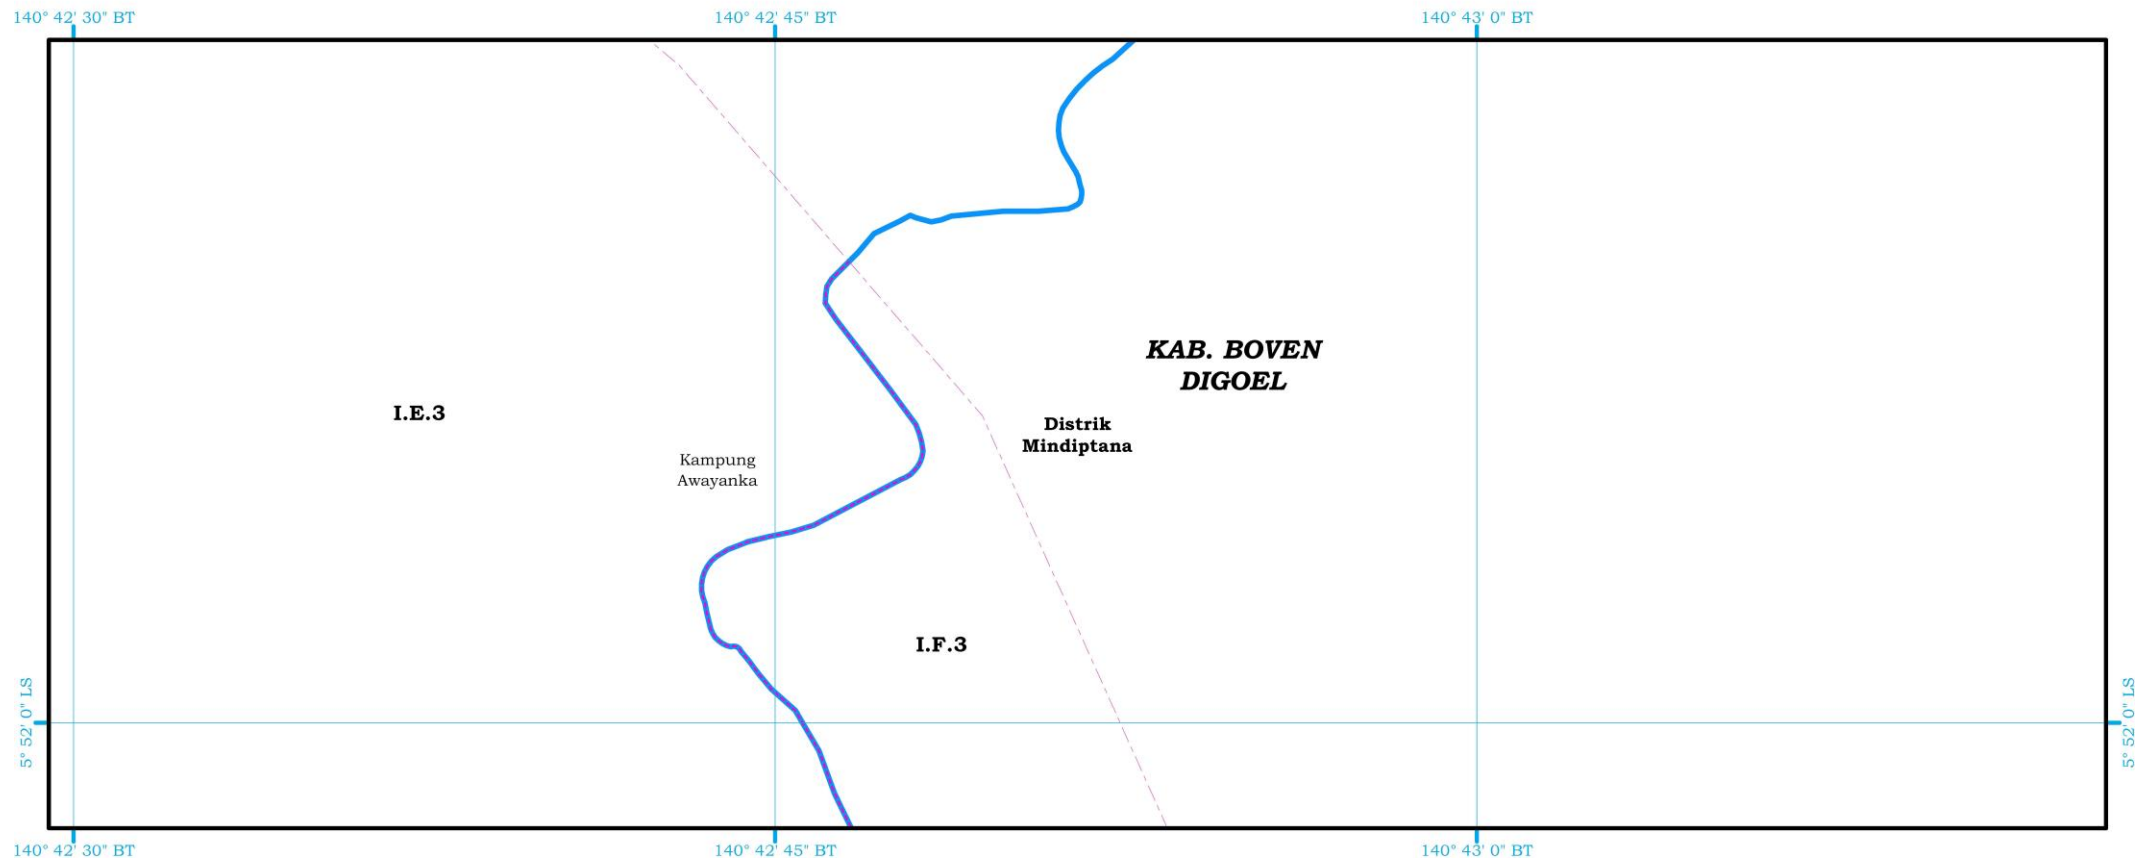 140° 42' 30" BT
140° 42' 45" BT
140° 43' 0" BT
KAB. BOVEN
DIGOEL
I.E.3
Distrik
Mindiptana
Kampung
Awayanka
I.F.3
5° 52' 0" LS
5° 52' 0" LS
140° 42' 30" BT
140° 42' 45" BT
140° 43' 0" BT